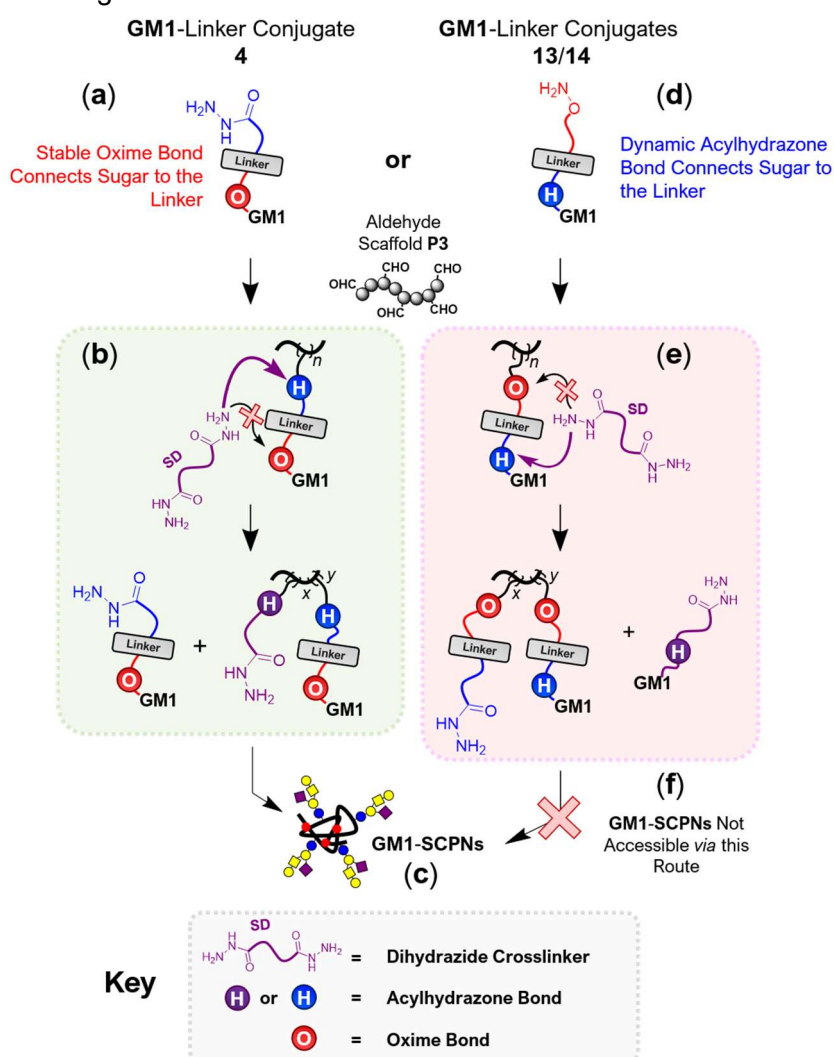 GM1-Linker Conjugate
4
GM1-Linker Conjugates
13/14
(a)
H₂N
N
H
O
Linker
O
GM1
Stable Oxime Bond
Connects Sugar to the
Linker
or
(d)
H₂N
O
Linker
H
GM1
Dynamic Acylhydrazone
Bond Connects Sugar to
the Linker
Aldehyde
Scaffold P3
OHC
CHO
CHO
OHC
CHO
(b)
n
H
H₂N
NH
O
SD
O
HN
NH₂
Linker
O
GM1
(e)
n
O
Linker
H
GM1
H₂N
N
H
O
SD
O
N
H
NH₂
H₂N
N
H
O
Linker
O
GM1
+
x
y
H
O
HN
NH₂
H
Linker
O
GM1
x
y
O
Linker
O
HN
NH₂
O
Linker
H
GM1
+
H₂N
NH
O
H
GM1
GM1-SCPNs
(c)
(f)
GM1-SCPNs Not
Accessible via this
Route
Key
SD
H₂N
H
N
O
O
N
H
NH₂
= Dihydrazide Crosslinker
H or H = Acylhydrazone Bond
O = Oxime Bond